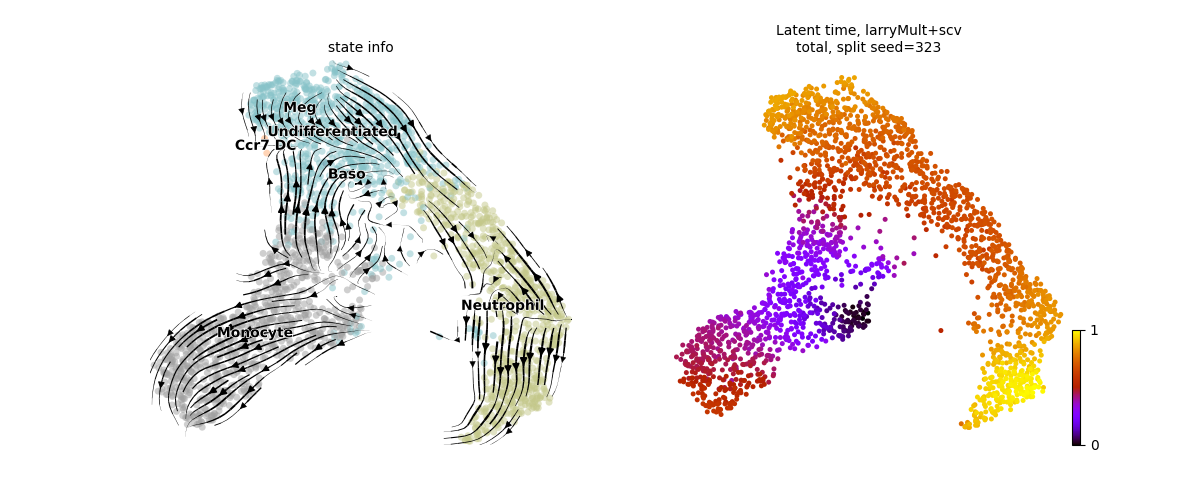 state info
Meg
Undifferentiated
Ccr7 DC
Baso
Neutrophil
Monocyte
Latent time, larryMult+scv
total, split seed=323
1
0